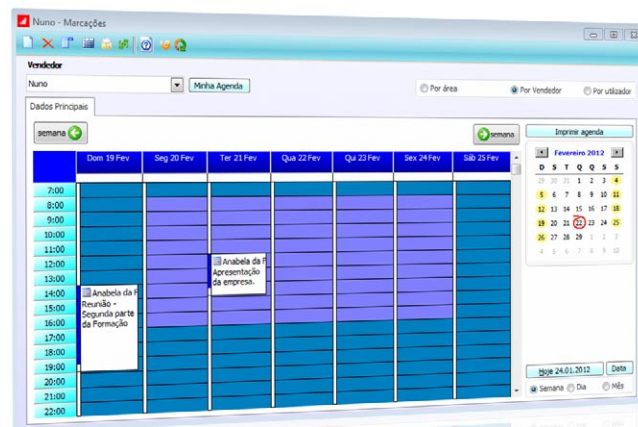 Nuno - Marcações
Vendedor
Nuno
Minha Agenda
Por área
Por Vendedor
Por utilizador
Dados Principais
semana
semana
Imprimir agenda
Dom 19 Fev
Seg 20 Fev
Ter 21 Fev
Qua 22 Fev
Qui 23 Fev
Sex 24 Fev
Sáb 25 Fev
7:00
8:00
9:00
10:00
11:00
12:00
13:00
14:00
15:00
16:00
17:00
18:00
19:00
20:00
21:00
22:00
Anabela da F
Reunião -
Segunda parte
da Formação
Anabela da F
Apresentação
da empresa.
Fevereiro 2012
D S T Q Q S S
29 30 31 1 2 3 4
5 6 7 8 9 10 11
12 13 14 15 16 17 18
19 20 21 22 23 24 25
26 27 28 29 1 2 3
4 5 6 7 8 9 10
Hoje 24.01.2012
Data
Semana
Dia
Mês